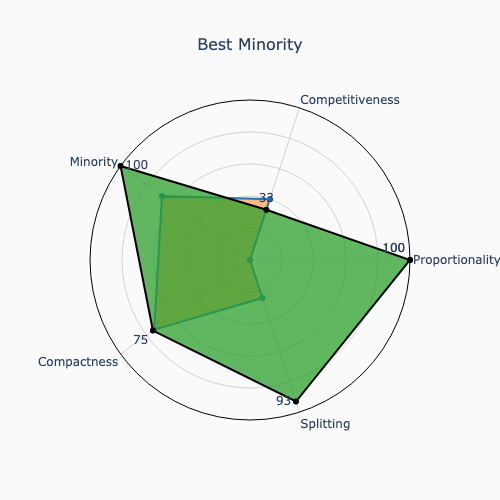 Best Minority
Competitiveness
Minority
100
33
100
Proportionality
75
Compactness
93
Splitting